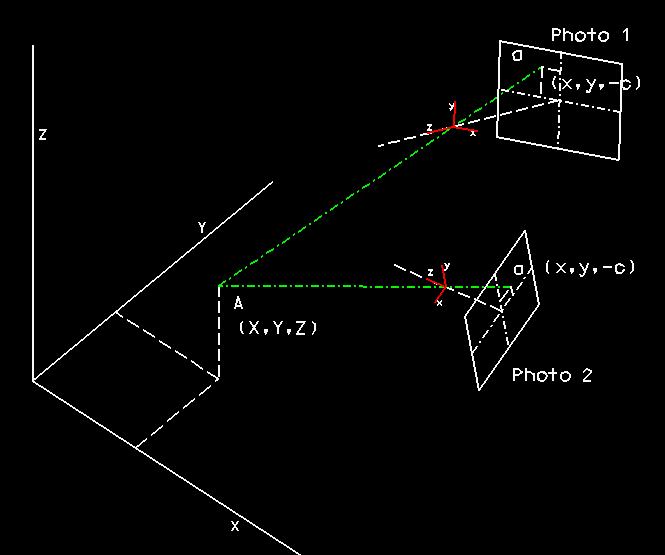 Photo 1
a
(x,y,-c)
y
z
x
Z
Y
y
z
x
a (x,y,-c)
A
(X,Y,Z)
Photo 2
X